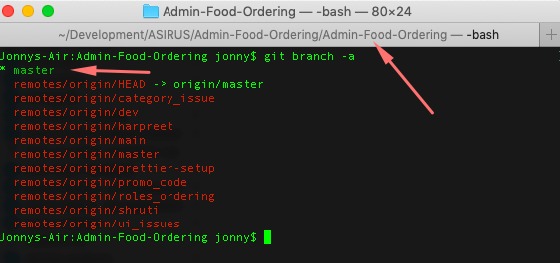 Admin-Food-Ordering — -bash — 80×24
~/Development/ASIRUS/Admin-Food-Ordering/Admin-Food-Ordering — -bash
Jonnys-Air:Admin-Food-Ordering jonny$ git branch -a
* master
remotes/origin/HEAD -> origin/master
remotes/origin/category_issue
remotes/origin/dev
remotes/origin/harpreet
remotes/origin/main
remotes/origin/master
remotes/origin/prettier-setup
remotes/origin/promo_code
remotes/origin/roles_ordering
remotes/origin/shruti
remotes/origin/ui_issues
Jonnys-Air:Admin-Food-Ordering jonny$